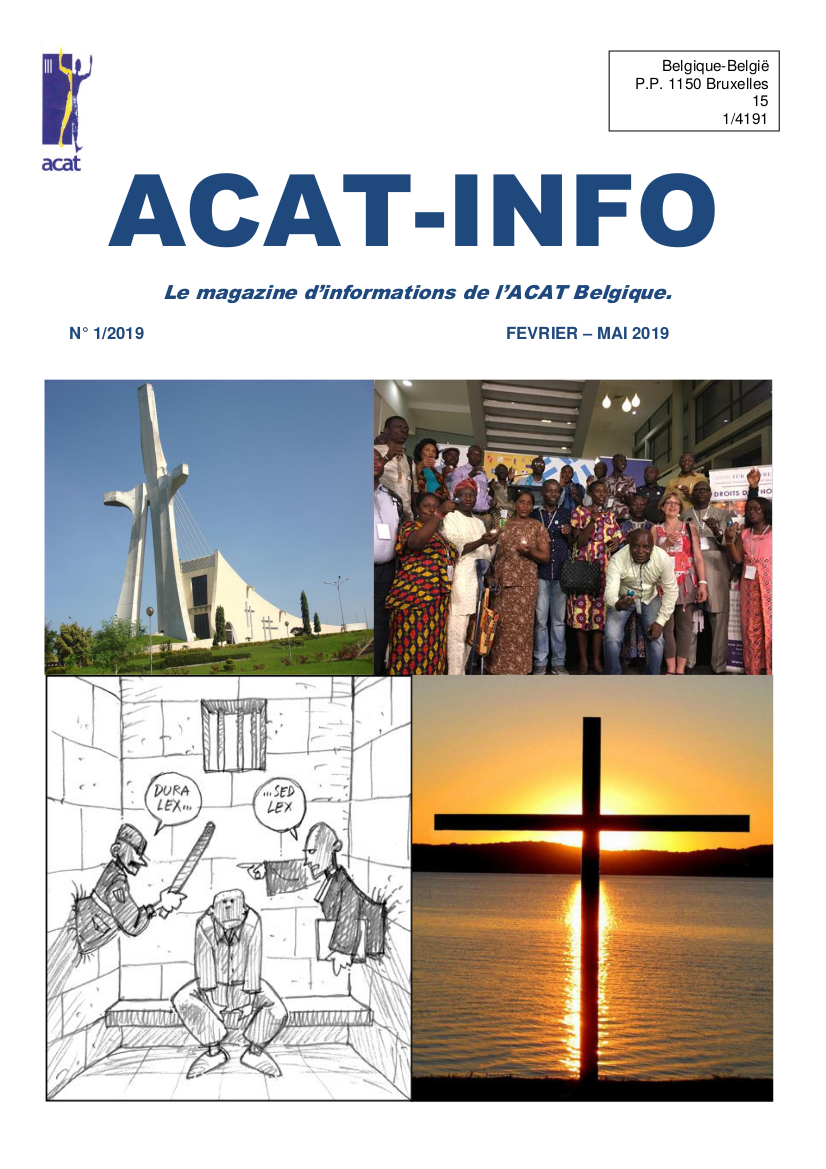 Belgique-België
P.P. 1150 Bruxelles
15
1/4191
acat
ACAT-INFO
Le magazine d'informations de l'ACAT Belgique.
N° 1/2019
FEVRIER – MAI 2019
DROITS DE
DURA
LEX...
...SED
LEX